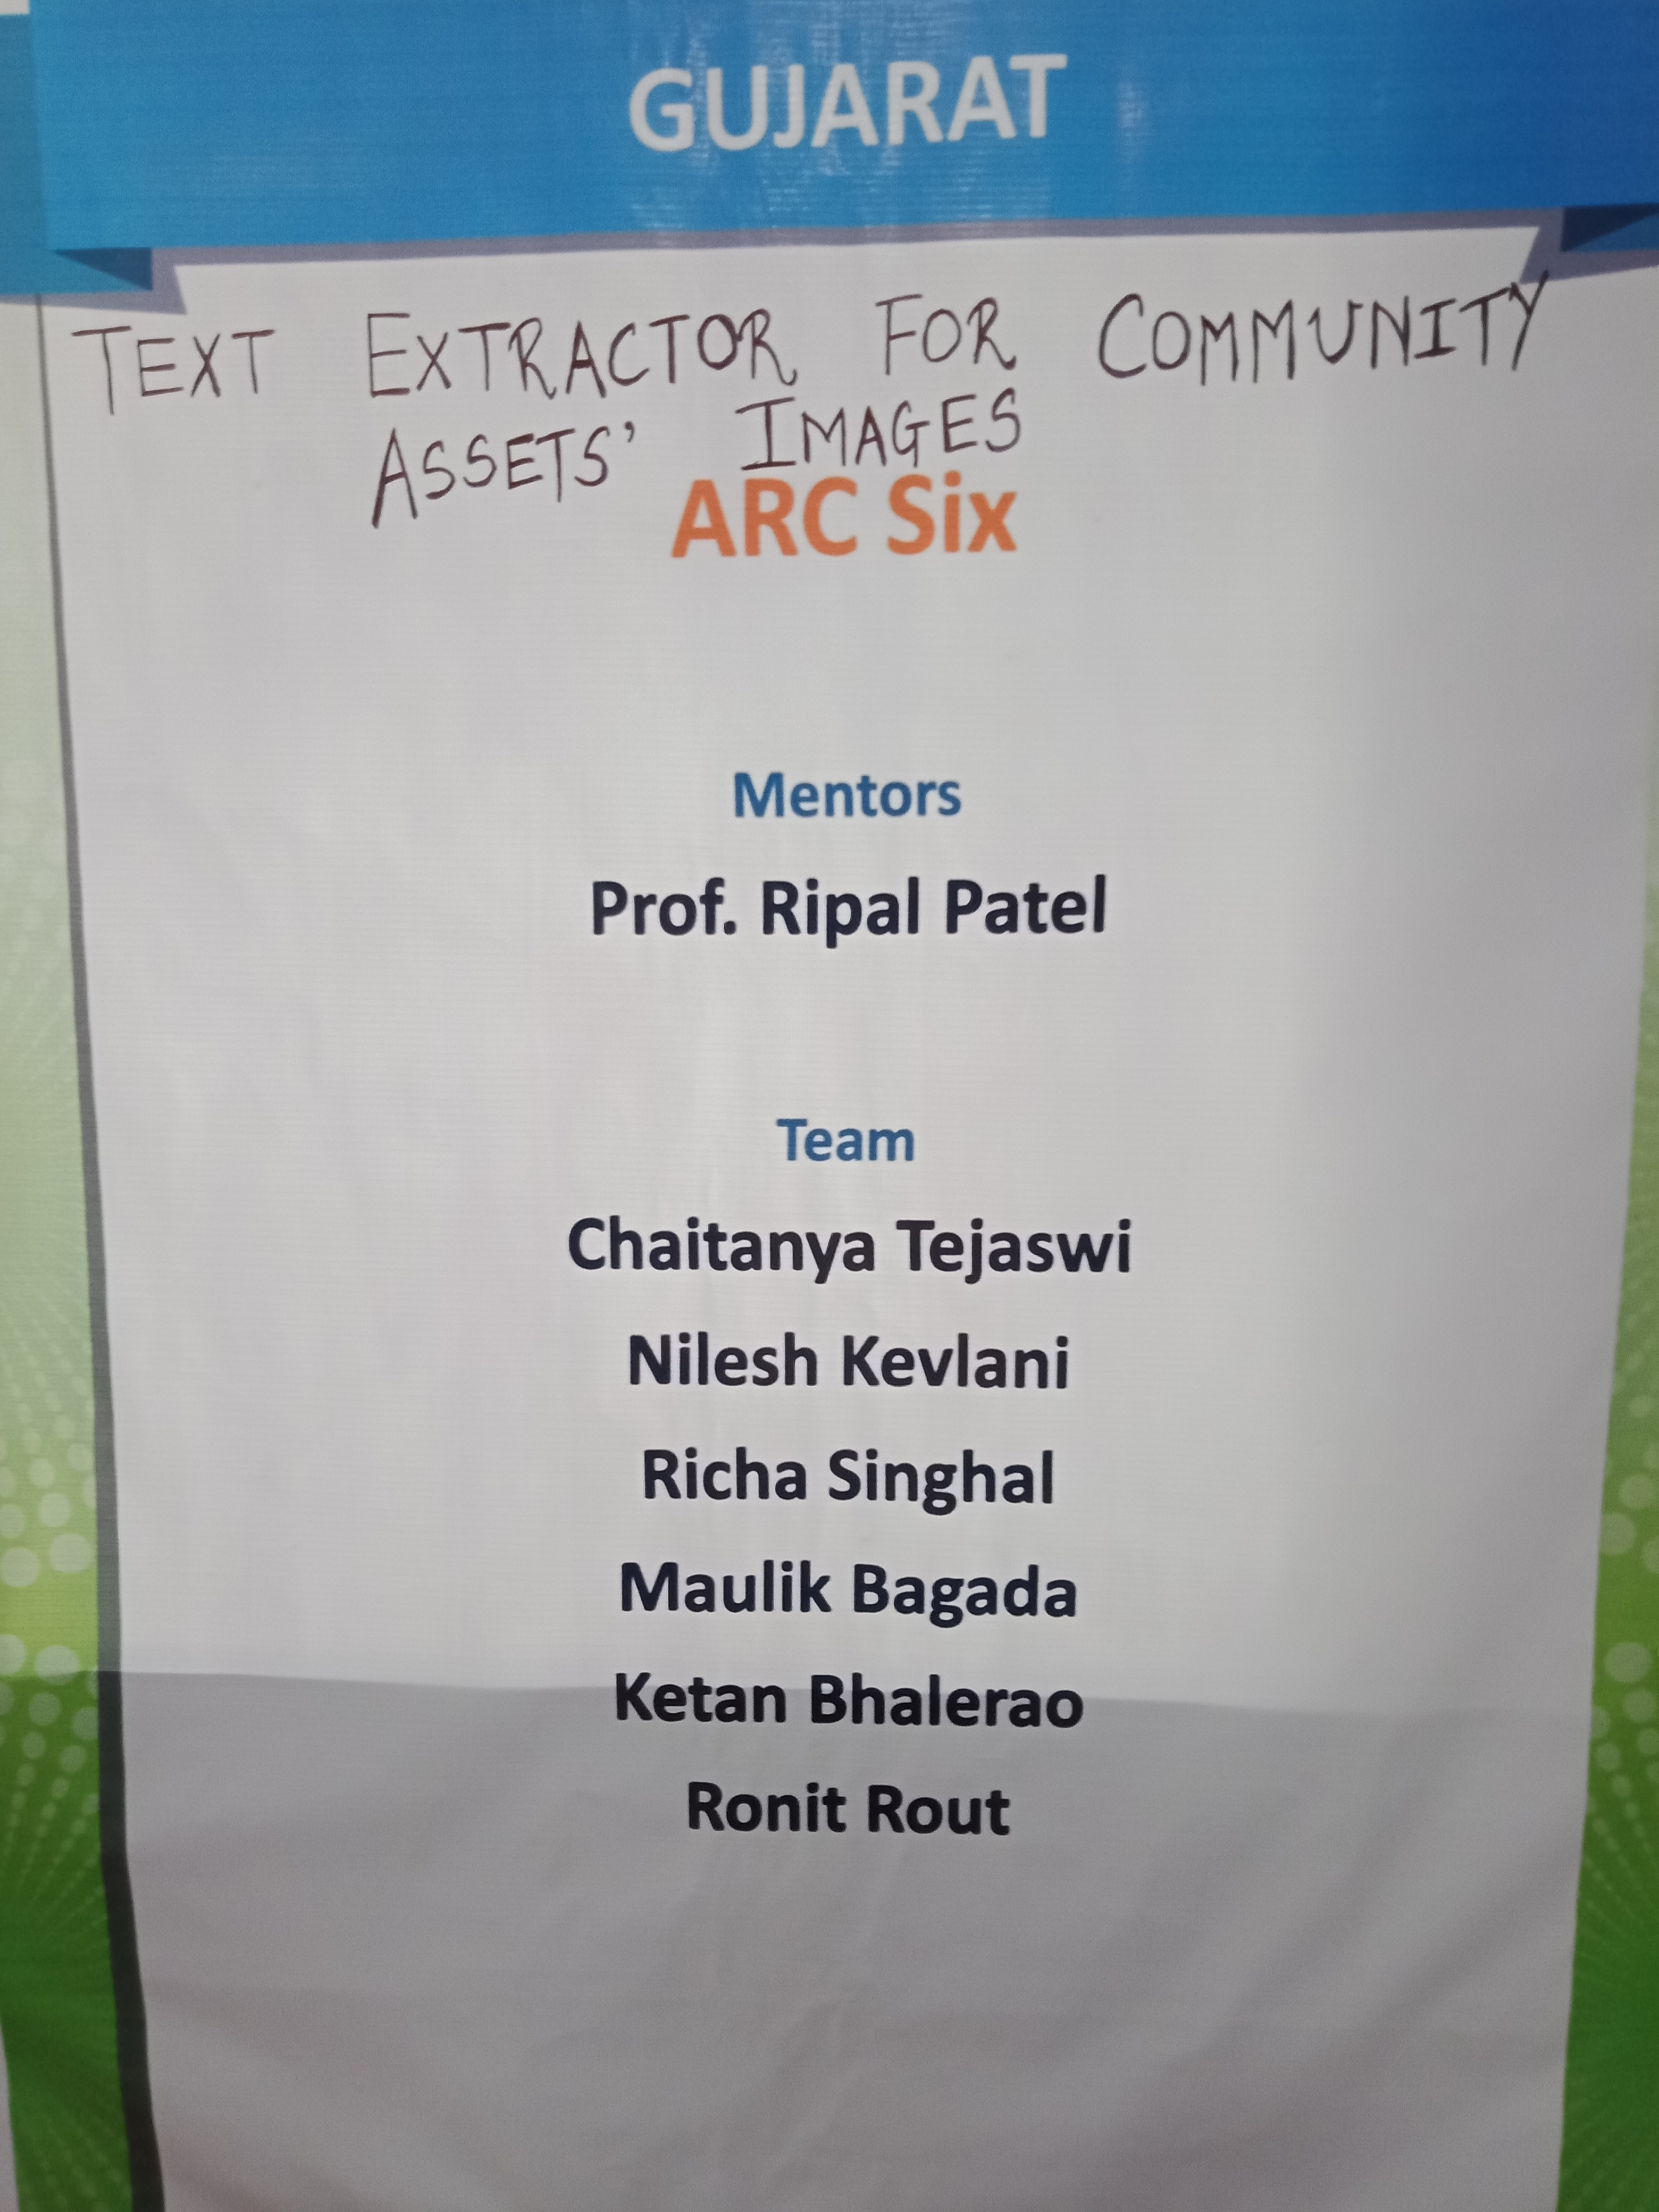 GUJARAT
TEXT EXTRACTOR FOR COMMUNITY
ASSETS' IMAGES
ARC Six
Mentors
Prof. Ripal Patel
Team
Chaitanya Tejaswi
Nilesh Kevlani
Richa Singhal
Maulik Bagada
Ketan Bhalerao
Ronit Rout